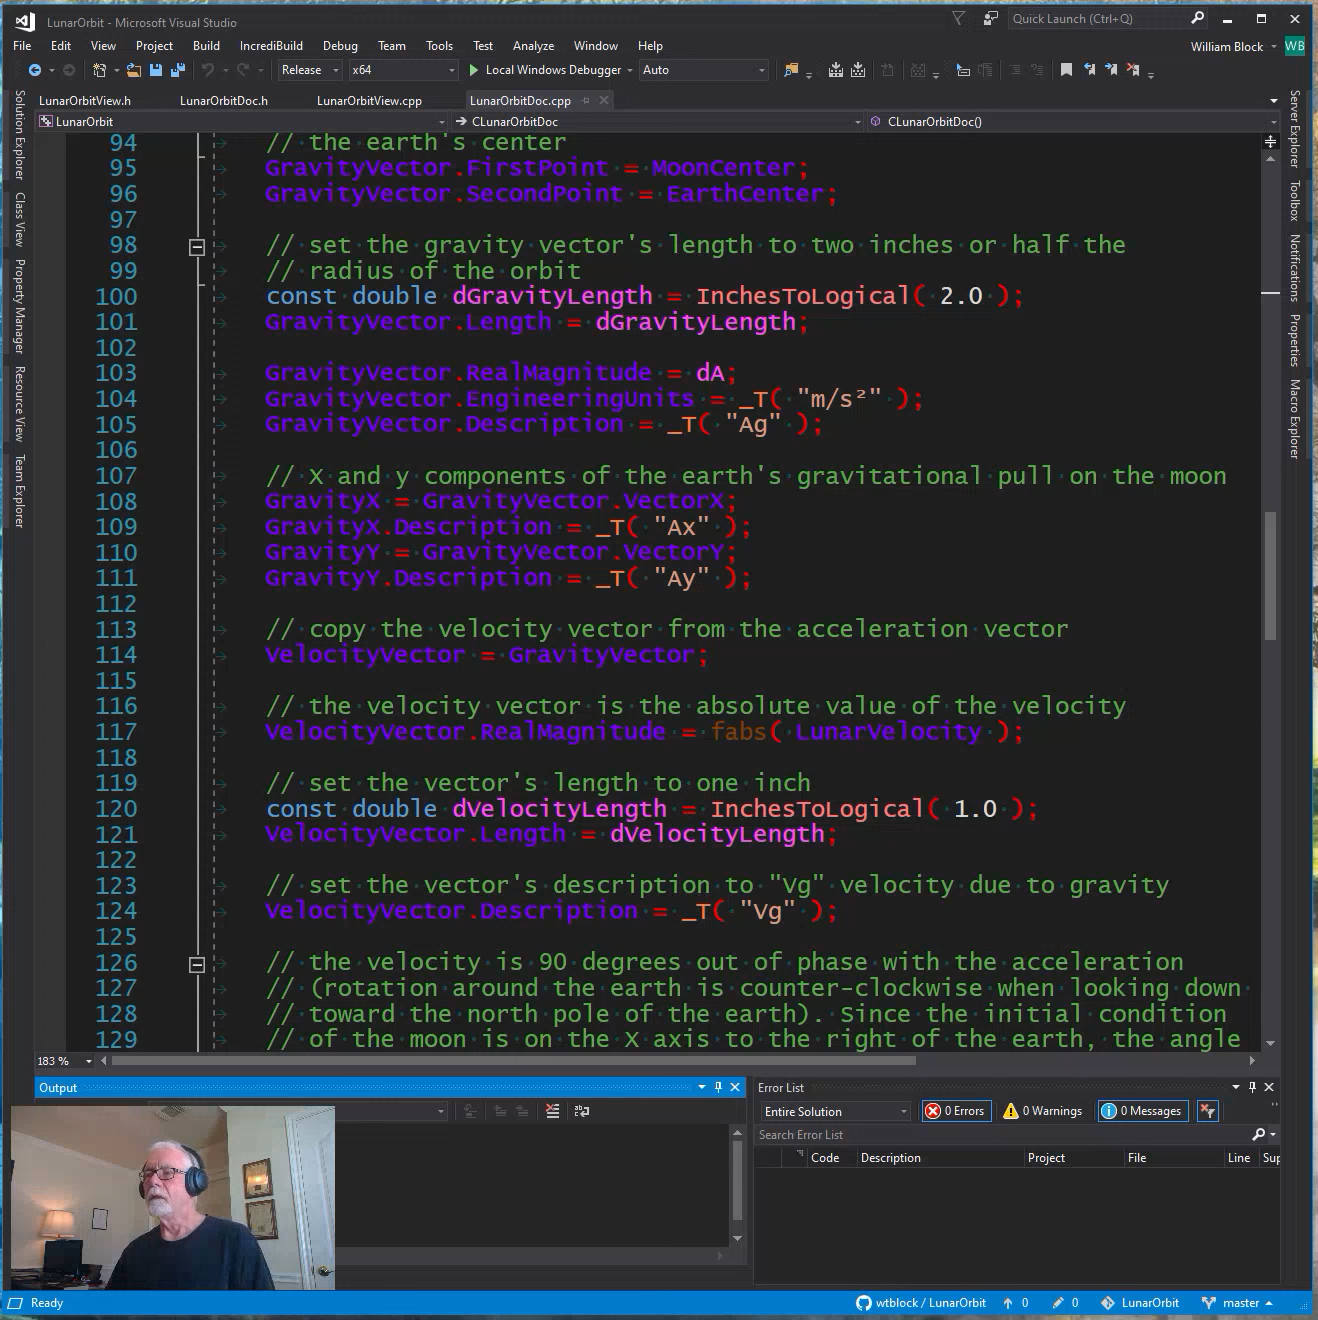 LunarOrbit - Microsoft Visual Studio
Quick Launch (Ctrl+Q)
File Edit View Project Build IncrediBuild Debug Team Tools Test Analyze Window Help
William Block WB
Release x64 Local Windows Debugger Auto
LunarOrbitView.h LunarOrbitDoc.h LunarOrbitView.cpp LunarOrbitDoc.cpp
LunarOrbit CLunarOrbitDoc CLunarOrbitDoc()
Solution Explorer
Class View
Property Manager
Resource View
Team Explorer
Server Explorer
Toolbox
Notifications
Properties
Macro Explorer
94 // the earth's center
95 GravityVector.FirstPoint = MoonCenter;
96 GravityVector.SecondPoint = EarthCenter;
97
98 // set the gravity vector's length to two inches or half the
99 // radius of the orbit
100 const double dGravityLength = InchesToLogical( 2.0 );
101 GravityVector.Length = dGravityLength;
102
103 GravityVector.RealMagnitude = dA;
104 GravityVector.EngineeringUnits = _T( "m/s²" );
105 GravityVector.Description = _T( "Ag" );
106
107 // X and y components of the earth's gravitational pull on the moon
108 GravityX = GravityVector.VectorX;
109 GravityX.Description = _T( "Ax" );
110 GravityY = GravityVector.VectorY;
111 GravityY.Description = _T( "Ay" );
112
113 // copy the velocity vector from the acceleration vector
114 VelocityVector = GravityVector;
115
116 // the velocity vector is the absolute value of the velocity
117 VelocityVector.RealMagnitude = fabs( LunarVelocity );
118
119 // set the vector's length to one inch
120 const double dVelocityLength = InchesToLogical( 1.0 );
121 VelocityVector.Length = dVelocityLength;
122
123 // set the vector's description to "Vg" velocity due to gravity
124 VelocityVector.Description = _T( "Vg" );
125
126 // the velocity is 90 degrees out of phase with the acceleration
127 // (rotation around the earth is counter-clockwise when looking down
128 // toward the north pole of the earth). Since the initial condition
129 // of the moon is on the X axis to the right of the earth, the angle
183 %
Output
Error List
Entire Solution 0 Errors 0 Warnings 0 Messages
Search Error List
Code Description Project File Line Sup
Ready
wtblock / LunarOrbit 0 0 LunarOrbit master